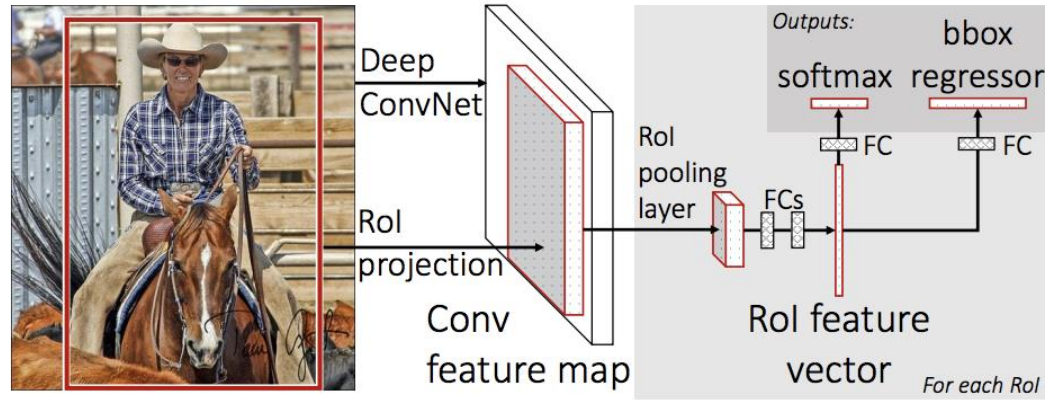 Deep
ConvNet
RoI
projection
Conv
feature map
RoI
pooling
layer
FCs
RoI feature
vector
For each RoI
Outputs:
softmax
bbox
regressor
FC
FC